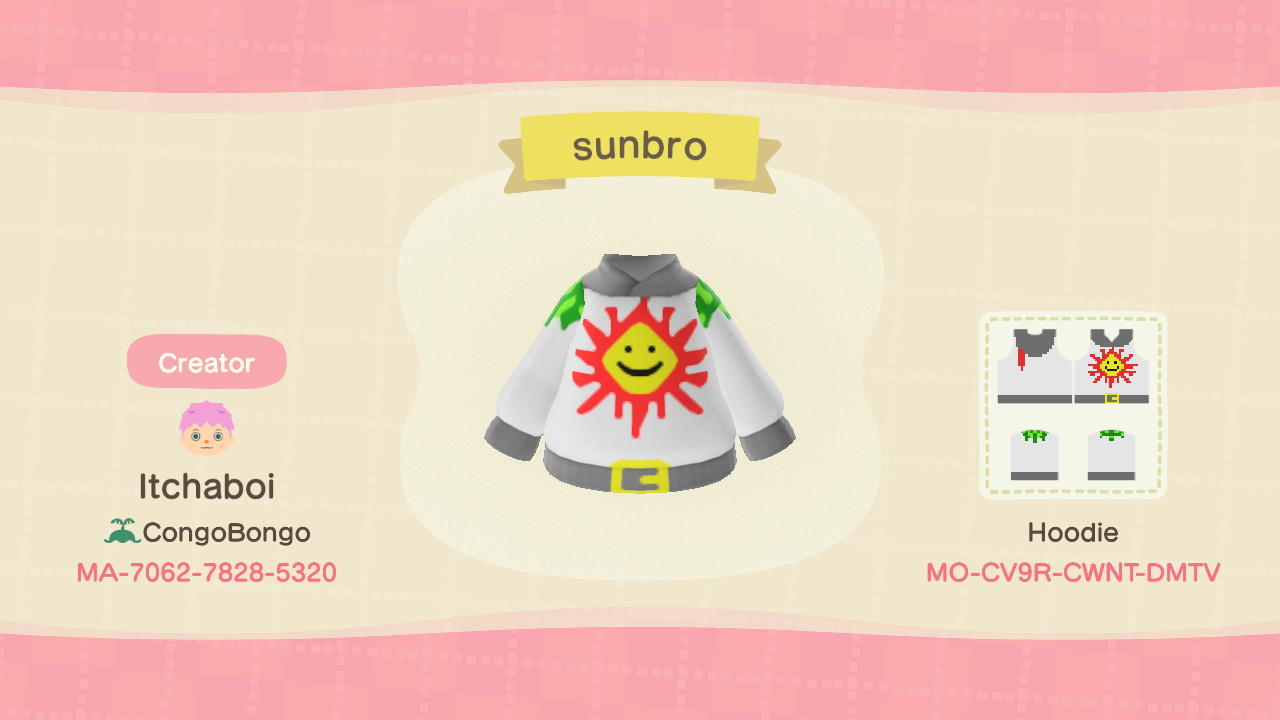 sunbro
Creator
Itchaboi
CongoBongo
MA-7062-7828-5320
Hoodie
MO-CV9R-CWNT-DMTV